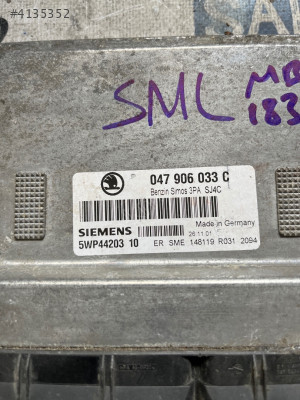 #4135352
SML MB
183
047 906 033 C
Benzin Simos 3PA SJ4C
Made in Germany
SIEMENS 26.11.01
5WP44203 10 ER SME 148119 R031 2094